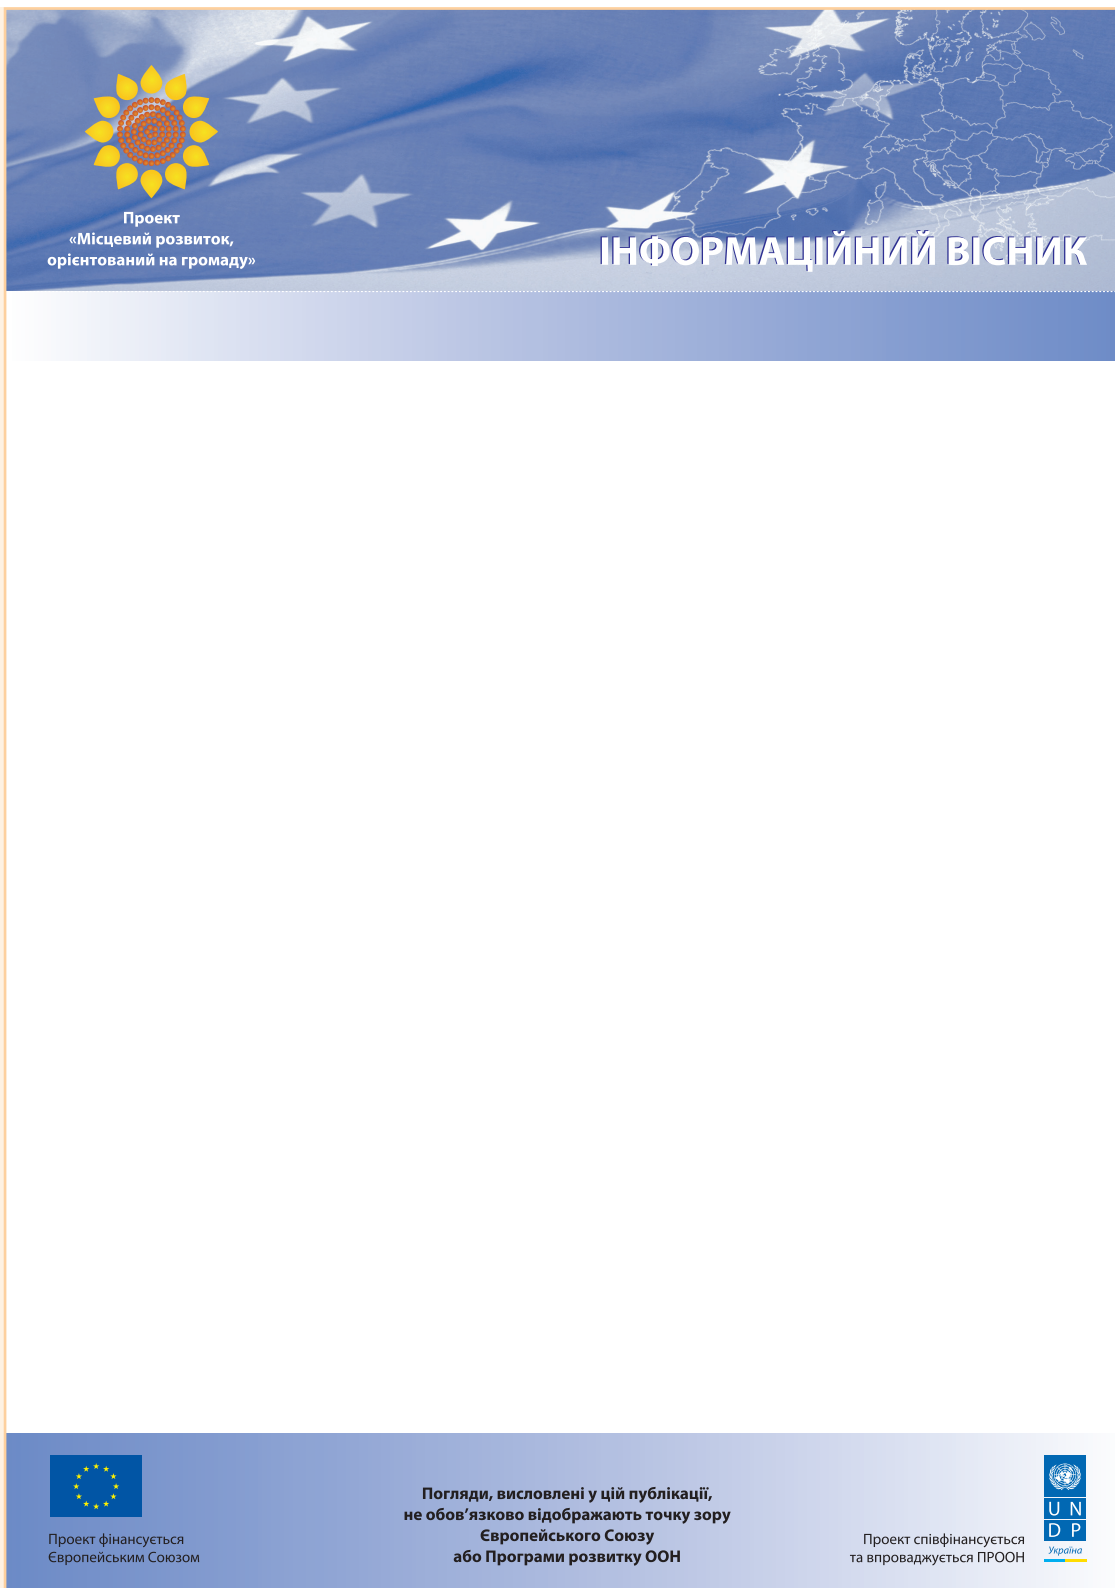 Проект
«Місцевий розвиток,
орієнтований на громаду»
ІНФОРМАЦІЙНИЙ ВІСНИК
Проект фінансується
Європейським Союзом
Погляди, висловлені у цій публікації,
не обов’язково відображають точку зору
Європейського Союзу
або Програми розвитку ООН
Проект співфінансується
та впроваджується ПРООН
U N
D P
Україна